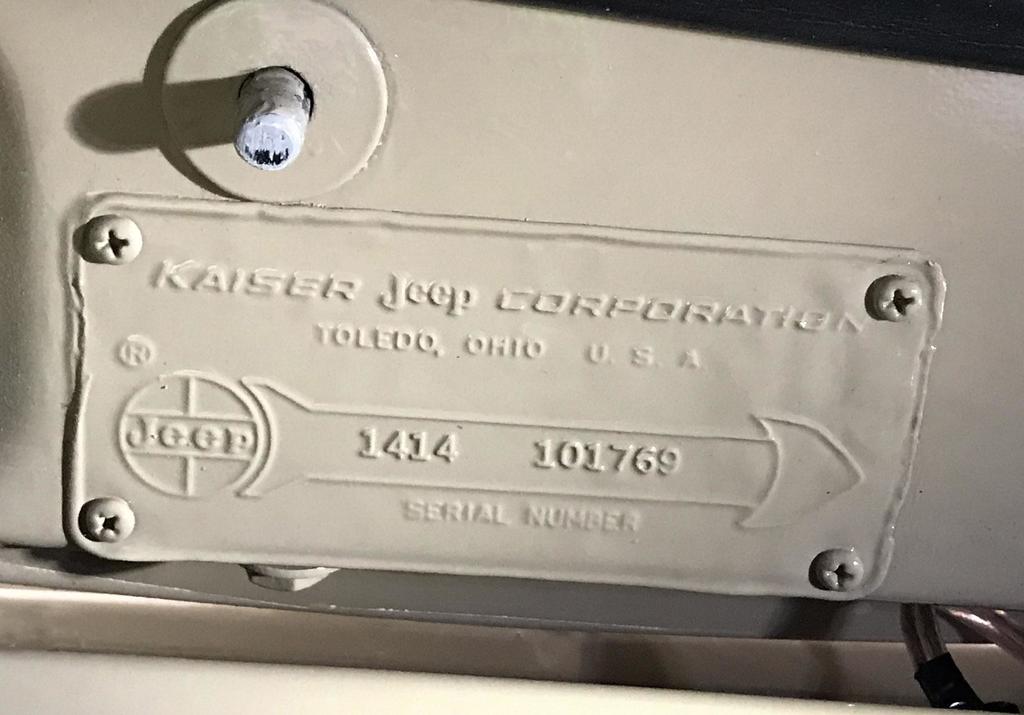 KAISER Jeep CORPORATION
TOLEDO, OHIO U. S. A
®
Jeep
1414 101769
SERIAL NUMBER